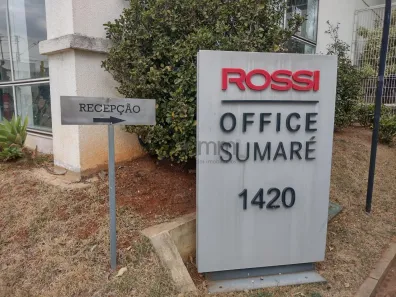 RECEPÇÃO
ROSSI
OFFICE
SUMARÉ
1420